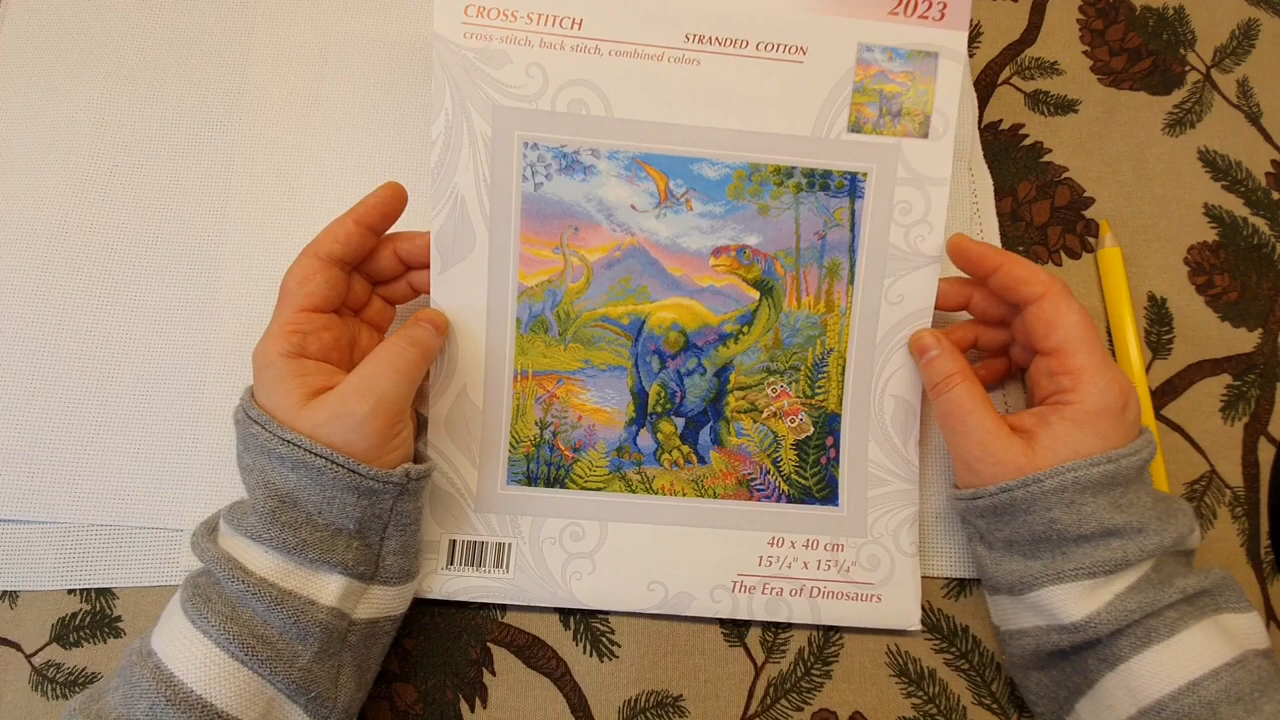 2023
CROSS-STITCH
STRANDED COTTON
cross-stitch, back stitch, combined colors
40 x 40 cm
15³/₄" x 15³/₄"
The Era of Dinosaurs